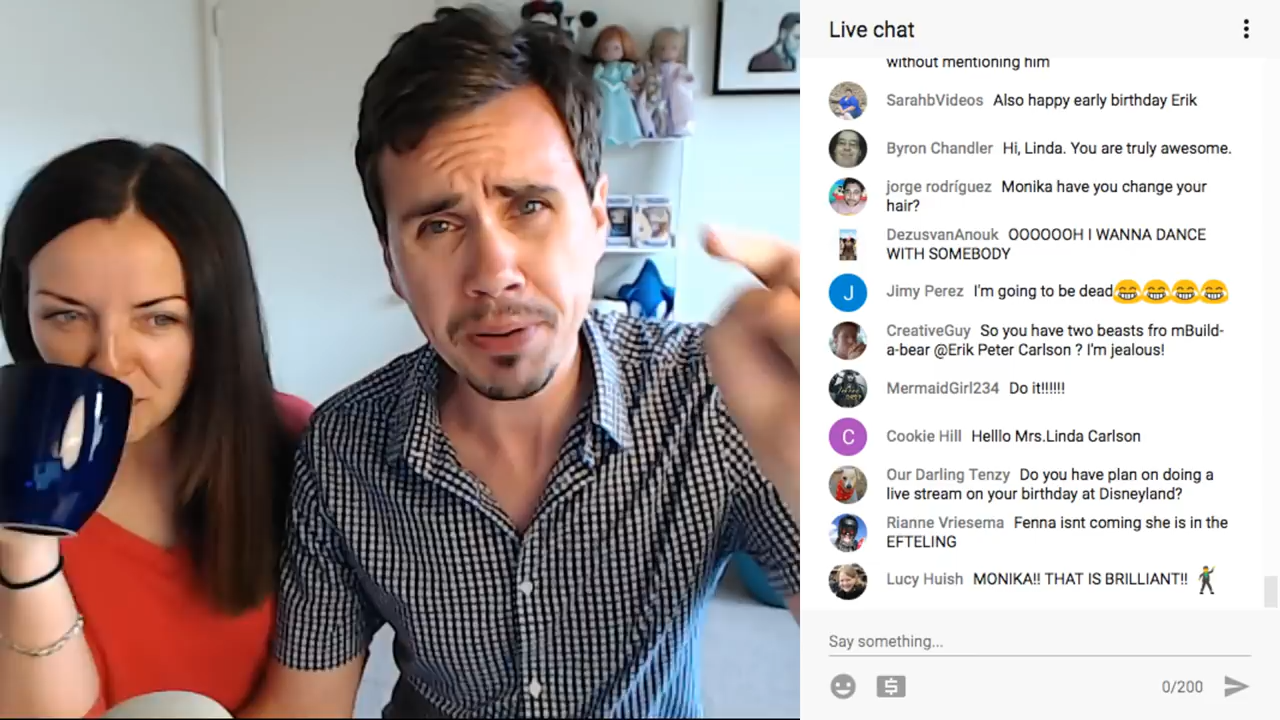 Live chat
without mentioning him
SarahbVideos Also happy early birthday Erik
Byron Chandler Hi, Linda. You are truly awesome.
jorge rodríguez Monika have you change your
hair?
DezusvanAnouk OOOOOOH I WANNA DANCE
WITH SOMEBODY
J
Jimy Perez I'm going to be dead😂😂😂😂
CreativeGuy So you have two beasts fro mBuild-
a-bear @Erik Peter Carlson ? I'm jealous!
MermaidGirl234 Do it!!!!!!
C
Cookie Hill Helllo Mrs.Linda Carlson
Our Darling Tenzy Do you have plan on doing a
live stream on your birthday at Disneyland?
Rianne Vriesema Fenna isnt coming she is in the
EFTELING
Lucy Huish MONIKA!! THAT IS BRILLIANT!! 🕺
Say something...
$
0/200